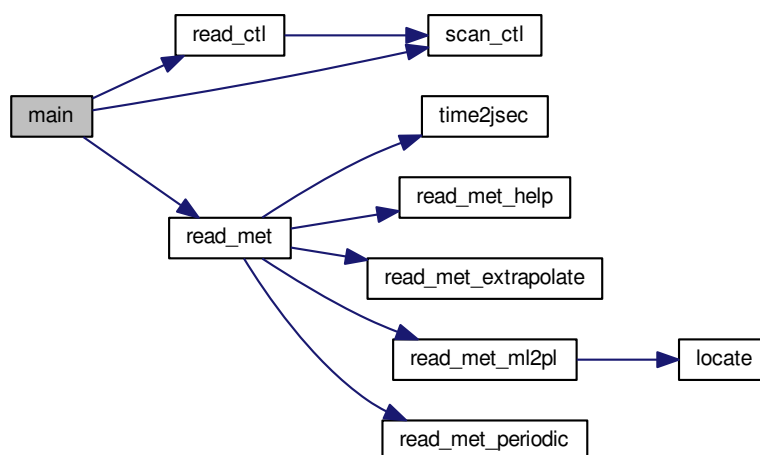 read_ctl
scan_ctl
main
time2jsec
read_met_help
read_met
read_met_extrapolate
read_met_ml2pl
locate
read_met_periodic